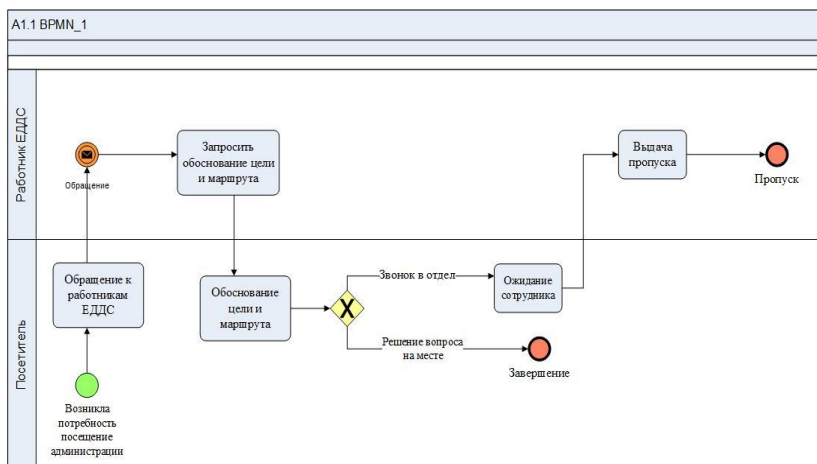 A1.1 BPMN_1
Работник ЕДДС
Обращение
Запросить
обоснование цели
и маршрута
Выдача
пропуска
Пропуск
Посетитель
Обращение к
работникам
ЕДДС
Обоснование
цели и
маршрута
X
Звонок в отдел
Ожидание
сотрудника
Решение вопроса
на месте
Завершение
Возникла
потребность
посещение
администрации